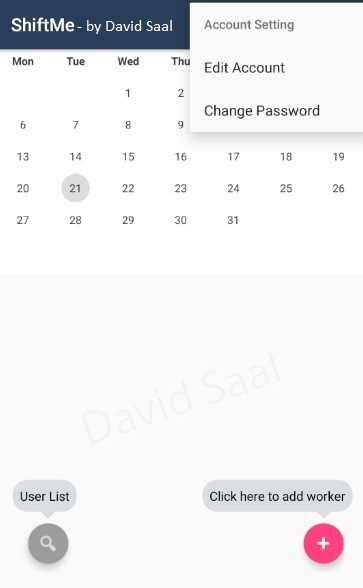 ShiftMe - by David Saal
Account Setting
Edit Account
Change Password
Mon Tue Wed Thu
1 2
6 7 8 9
13 14 15 16 17 18 19
20 21 22 23 24 25 26
27 28 29 30 31
David Saal
User List
Click here to add worker